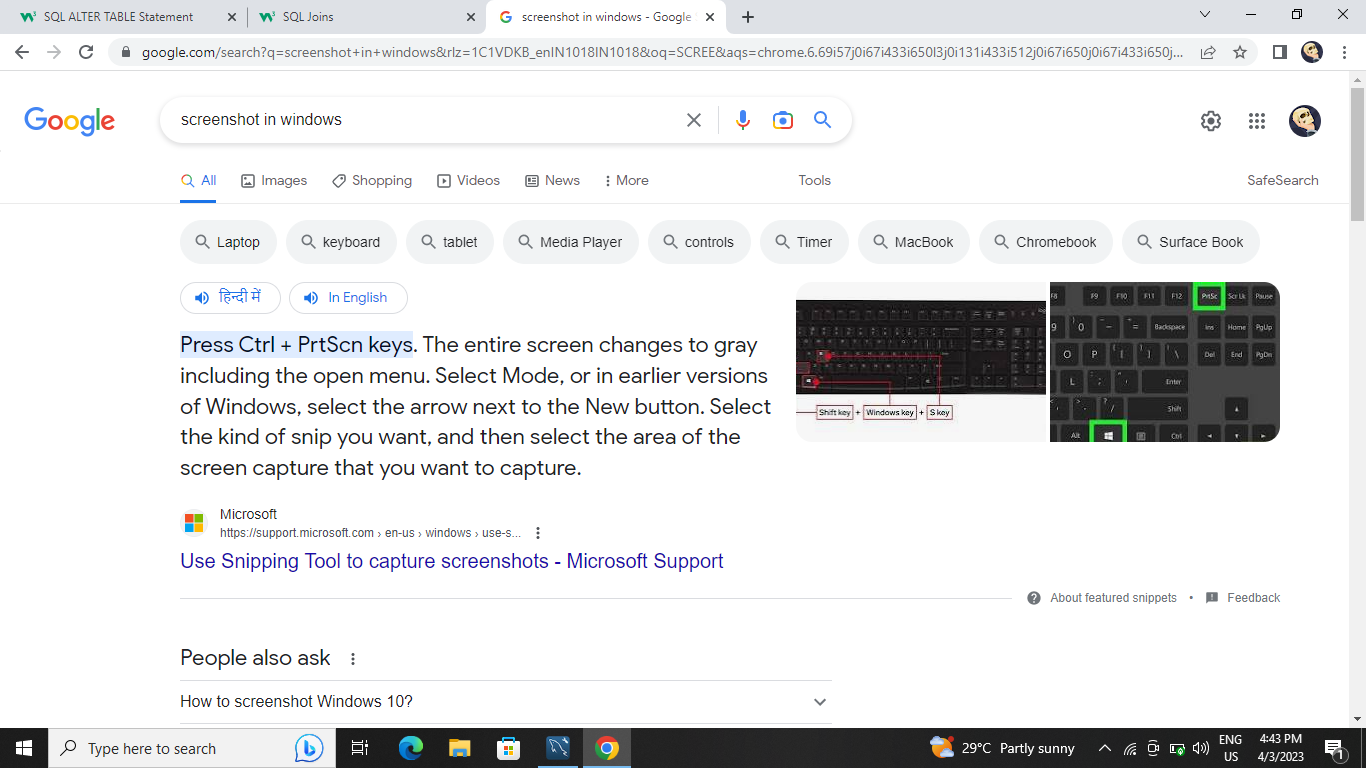 SQL ALTER TABLE Statement
SQL Joins
screenshot in windows - Google
google.com/search?q=screenshot+in+windows&rlz=1C1VDKB_enIN1018IN1018&oq=SCREE&aqs=chrome.6.69i57j0i67i433i650l3j0i131i433i512j0i67i650j0i67i433i650j...
Google
screenshot in windows
All
Images
Shopping
Videos
News
More
Tools
SafeSearch
Laptop
keyboard
tablet
Media Player
controls
Timer
MacBook
Chromebook
Surface Book
हिन्दी में
In English
Press Ctrl + PrtScn keys. The entire screen changes to gray
including the open menu. Select Mode, or in earlier versions
of Windows, select the arrow next to the New button. Select
the kind of snip you want, and then select the area of the
screen capture that you want to capture.
Shift key + Windows key + S key
F8 F9 F10 F11 F12 PrtSc Scr Lk Pause
9 0 Backspace Ins Home PgUp
O P Del End PgDn
L Enter
Shift
Alt Ctrl
Microsoft
https://support.microsoft.com › en-us › windows › use-s...
Use Snipping Tool to capture screenshots - Microsoft Support
About featured snippets • Feedback
People also ask
How to screenshot Windows 10?
Type here to search
29°C Partly sunny
ENG
US
4:43 PM
4/3/2023
1